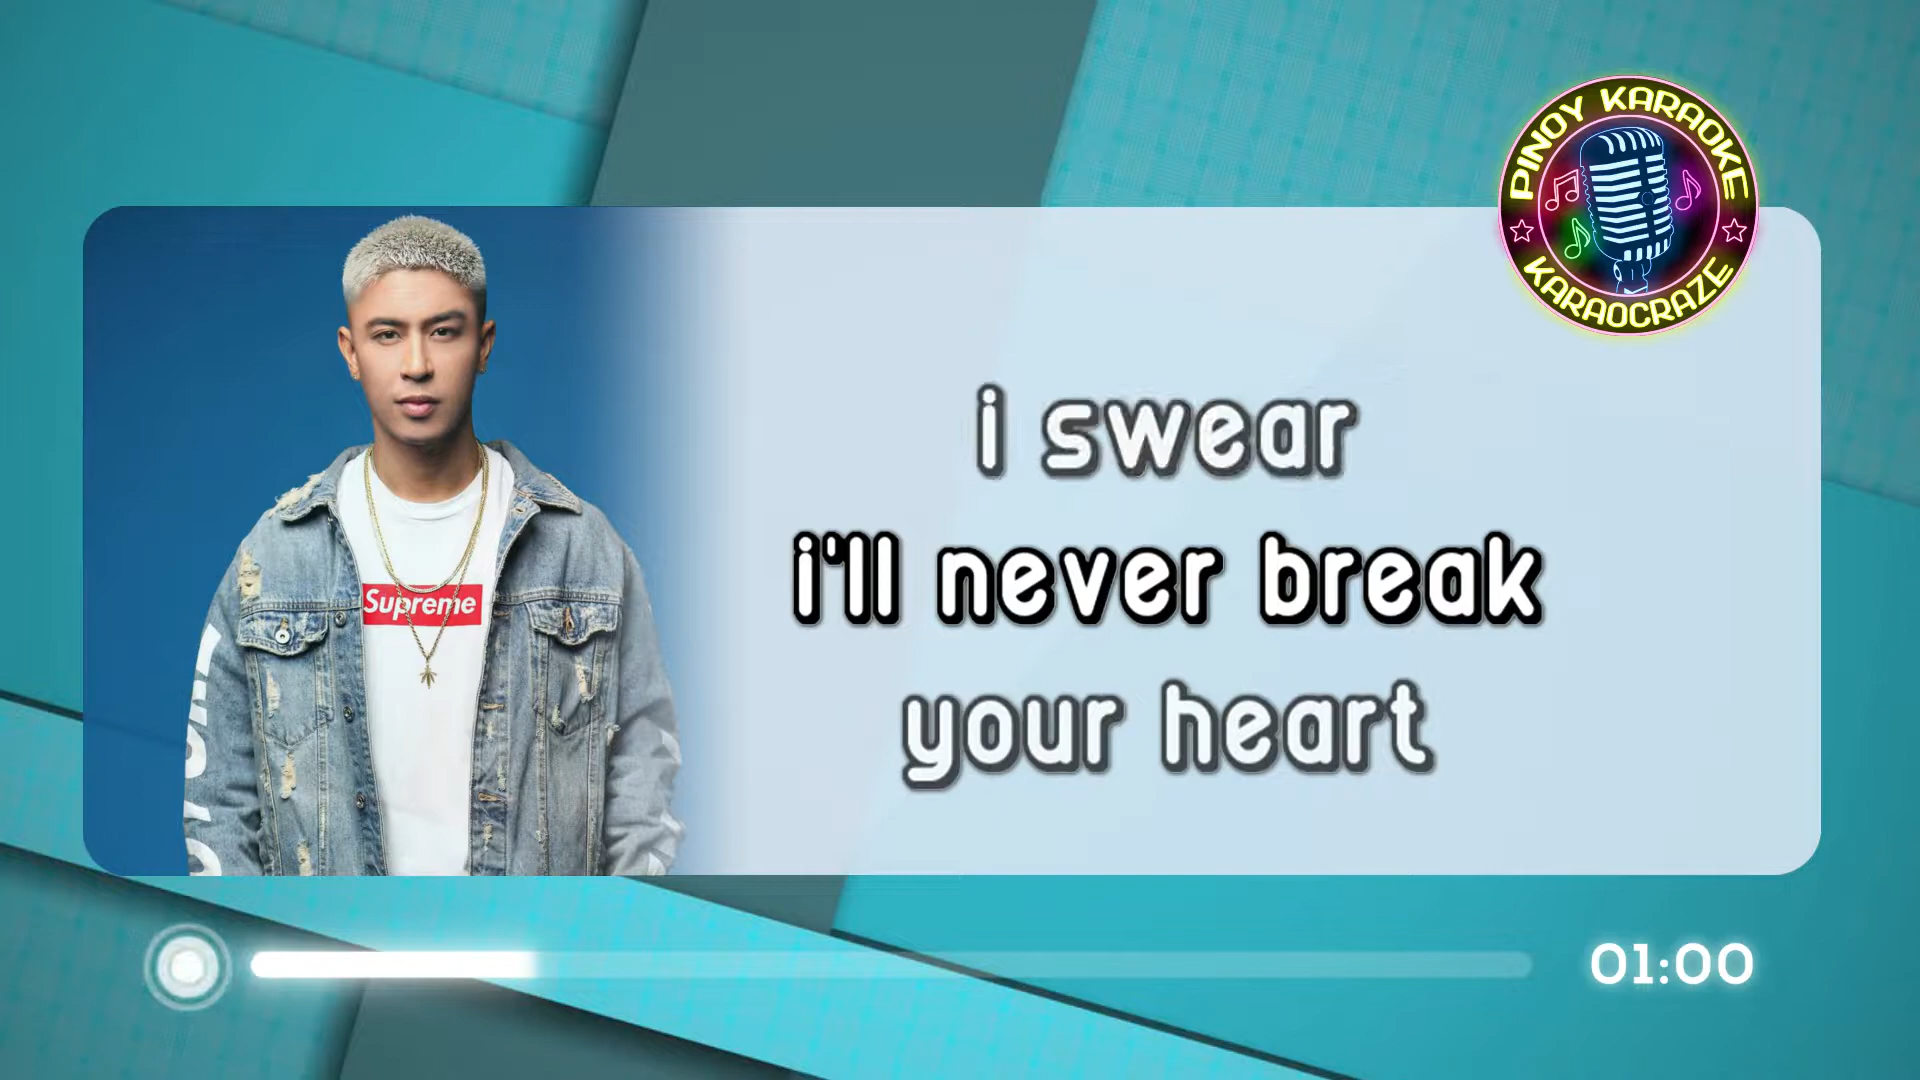 PINOY KARAOKE
KARAOCRAZE
i swear
i'll never break
your heart
Supreme
01:00